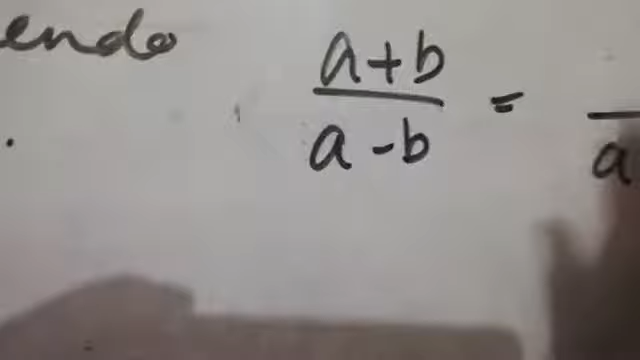 endo
a+b
a-b
=
a